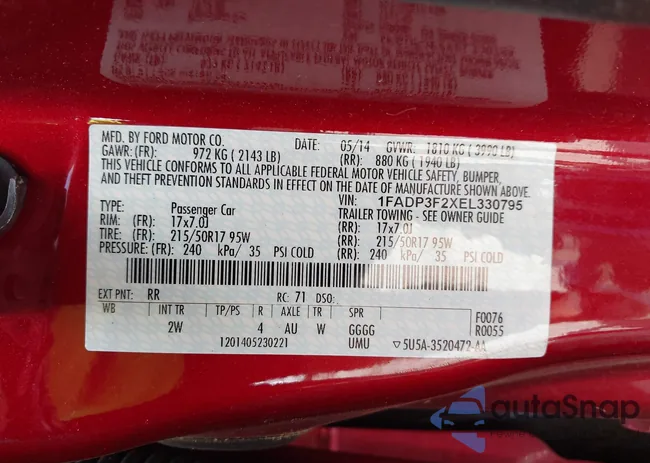 MFD. BY FORD MOTOR CO. DATE: 05/14 GVWR: 1810 KG ( 3990 LB)
GAWR: (FR): 972 KG ( 2143 LB) (RR): 880 KG ( 1940 LB)
THIS VEHICLE CONFORMS TO ALL APPLICABLE FEDERAL MOTOR VEHICLE SAFETY, BUMPER,
AND THEFT PREVENTION STANDARDS IN EFFECT ON THE DATE OF MANUFACTURE SHOWN ABOVE.
VIN: 1FADP3F2XEL330795
TYPE: Passenger Car TRAILER TOWING - SEE OWNER GUIDE
RIM: (FR): 17x7.0J (RR): 17x7.0J
TIRE: (FR): 215/50R17 95W (RR): 215/50R17 95W
PRESSURE: (FR): 240 kPa/ 35 PSI COLD (RR): 240 kPa/ 35 PSI COLD
EXT PNT: RR RC: 71 DSO:
WB INT TR TP/PS R AXLE TR SPR F0076
2W 4 AU W GGGG R0055
1201405230221 UMU ▽5U5A-3520472-AA
autoSnap